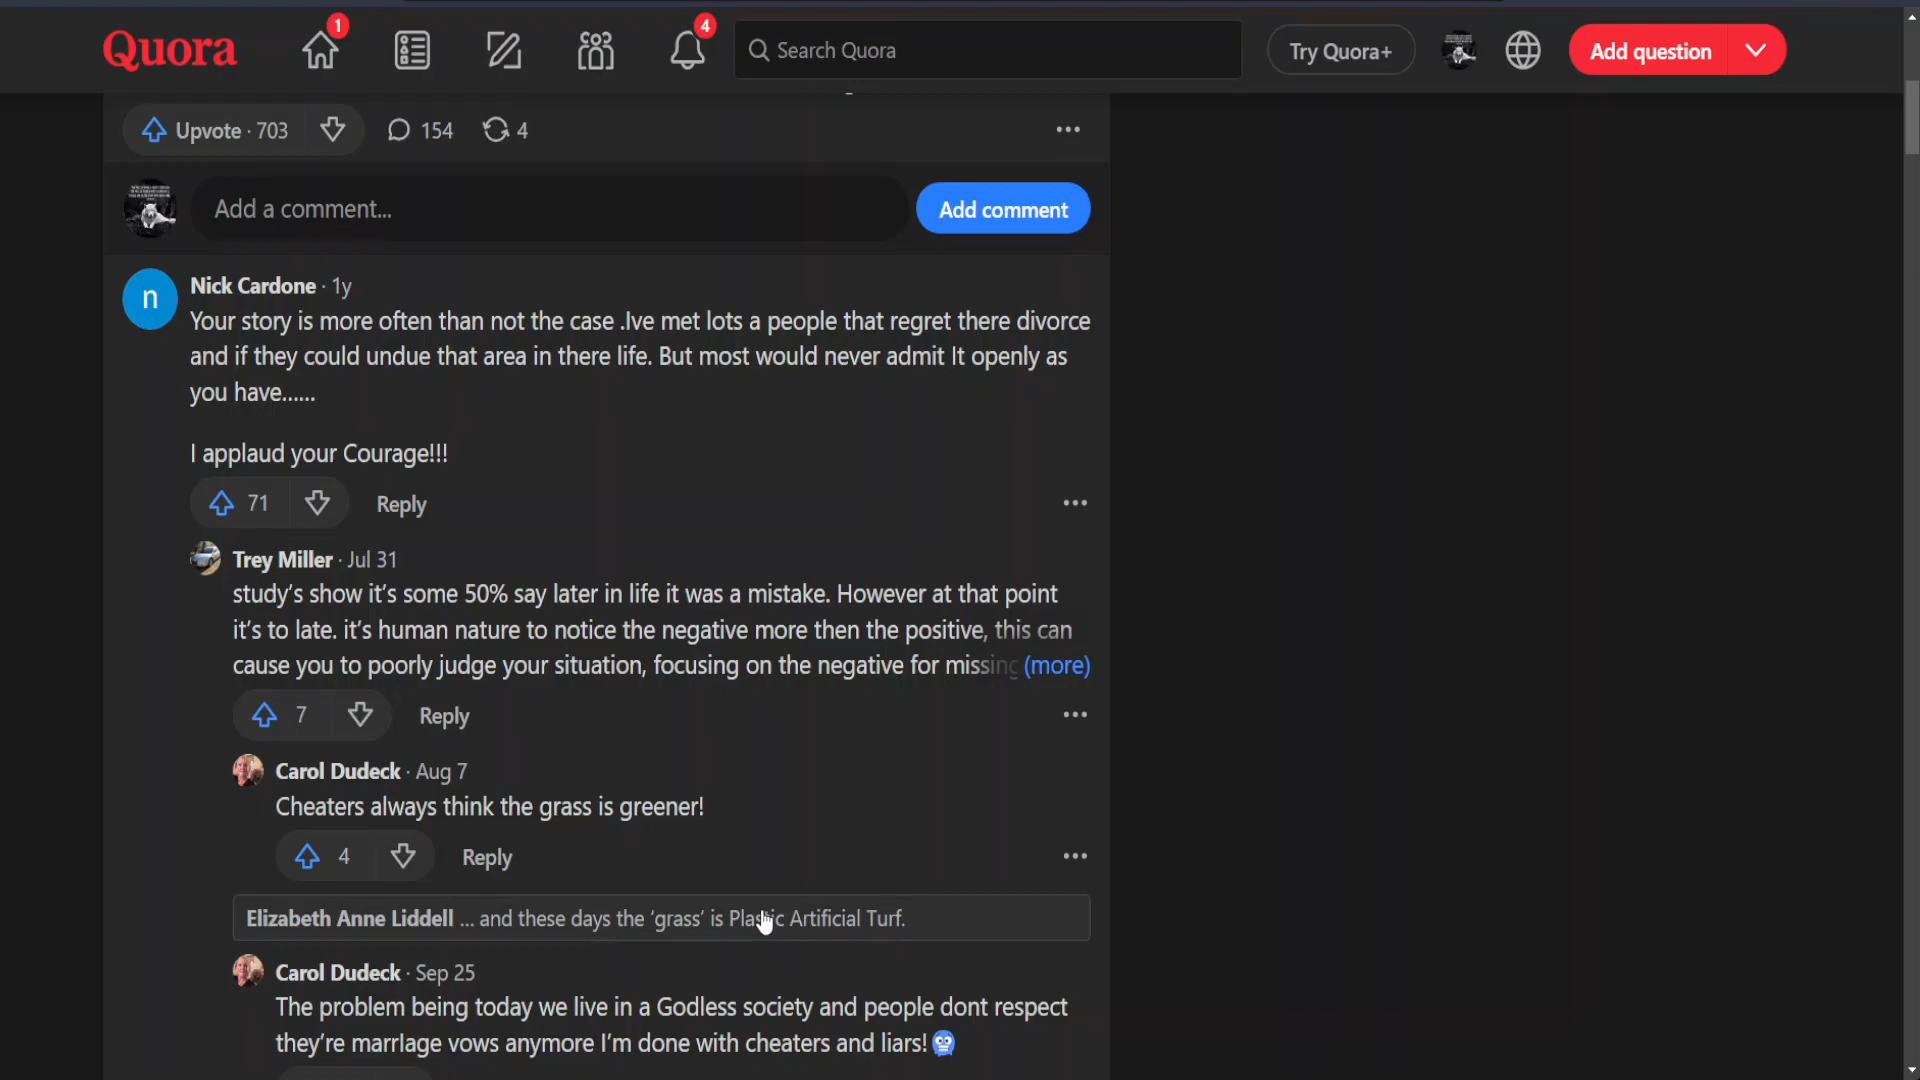 Quora
1
4
Search Quora
Try Quora+
Add question
Upvote · 703
154
4
Add a comment...
Add comment
n
Nick Cardone · 1y
Your story is more often than not the case .Ive met lots a people that regret there divorce
and if they could undue that area in there life. But most would never admit It openly as
you have......
I applaud your Courage!!!
71
Reply
Trey Miller · Jul 31
study's show it's some 50% say later in life it was a mistake. However at that point
it's to late. it's human nature to notice the negative more then the positive, this can
cause you to poorly judge your situation, focusing on the negative for missing (more)
7
Reply
Carol Dudeck · Aug 7
Cheaters always think the grass is greener!
4
Reply
Elizabeth Anne Liddell ... and these days the 'grass' is Plastic Artificial Turf.
Carol Dudeck · Sep 25
The problem being today we live in a Godless society and people dont respect
they're marrlage vows anymore I'm done with cheaters and liars!